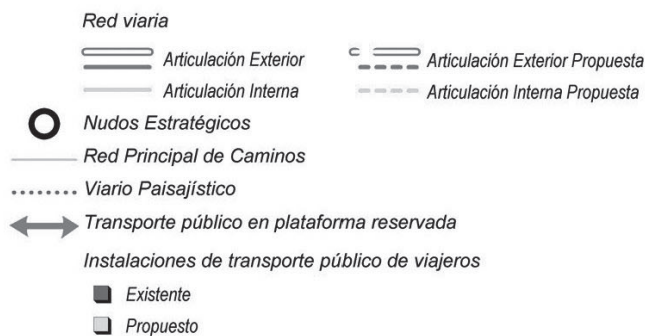 Red viaria
Articulación Exterior
Articulación Exterior Propuesta
Articulación Interna
Articulación Interna Propuesta
Nudos Estratégicos
Red Principal de Caminos
Viario Paisajístico
Transporte público en plataforma reservada
Instalaciones de transporte público de viajeros
Existente
Propuesto